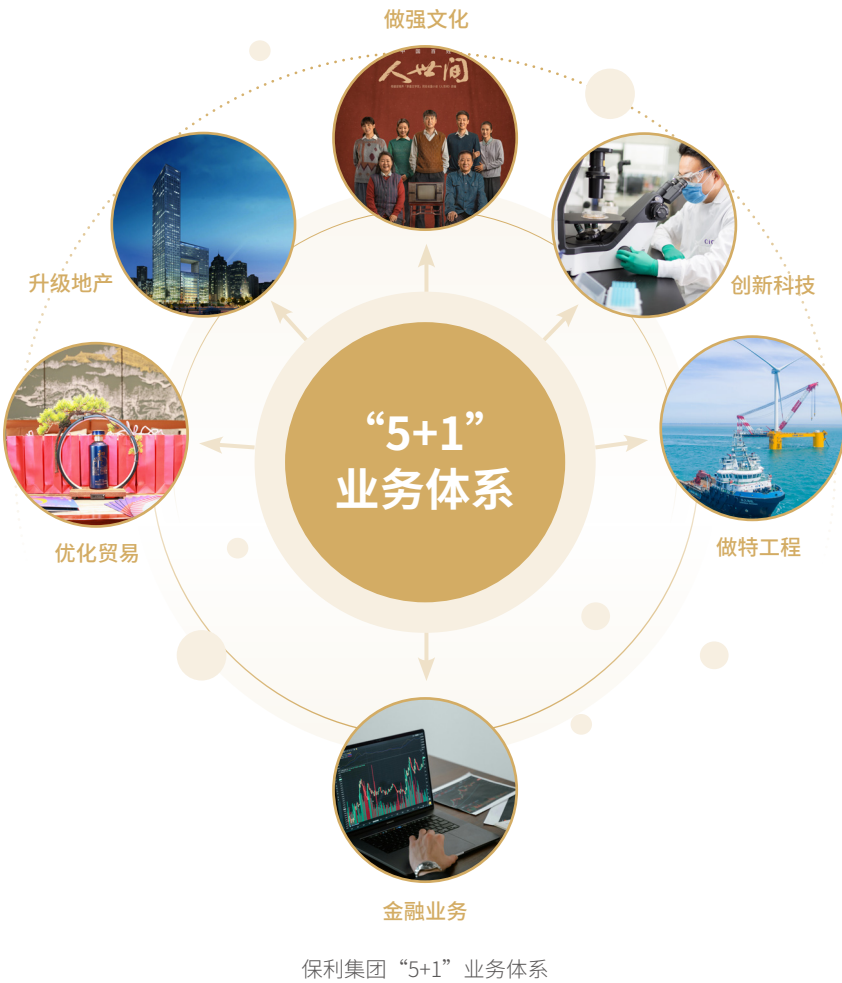 做强文化
人世间
升级地产
创新科技
“5+1”
业务体系
优化贸易
做特工程
金融业务
保利集团“5+1”业务体系